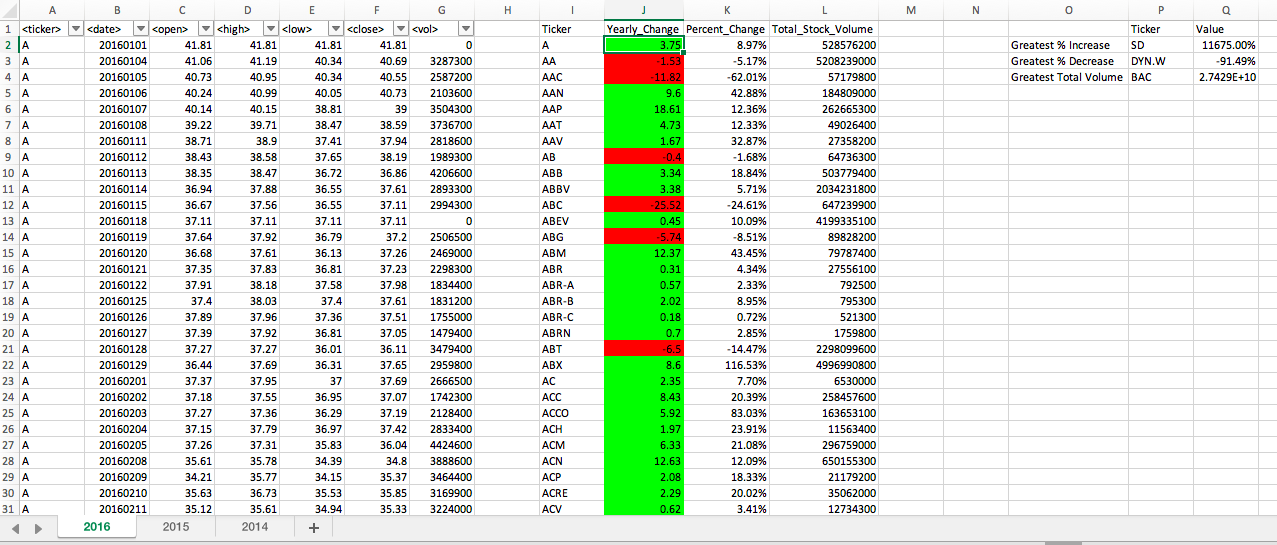 A B C D E F G H I J K L M N O P Q
1 <ticker> <date> <open> <high> <low> <close> <vol> Ticker Yearly_Change Percent_Change Total_Stock_Volume Ticker Value
2 A 20160101 41.81 41.81 41.81 41.81 0 A 3.75 8.97% 528576200 Greatest % Increase SD 11675.00%
3 A 20160104 41.06 41.19 40.34 40.69 3287300 AA -1.53 -5.17% 5208239000 Greatest % Decrease DYN.W -91.49%
4 A 20160105 40.73 40.95 40.34 40.55 2587200 AAC -11.82 -62.01% 57179800 Greatest Total Volume BAC 2.7429E+10
5 A 20160106 40.24 40.99 40.05 40.73 2103600 AAN 9.6 42.88% 184809000
6 A 20160107 40.14 40.15 38.81 39 3504300 AAP 18.61 12.36% 262665300
7 A 20160108 39.22 39.71 38.47 38.59 3736700 AAT 4.73 12.33% 49026400
8 A 20160111 38.71 38.9 37.41 37.94 2818600 AAV 1.67 32.87% 27358200
9 A 20160112 38.43 38.58 37.65 38.19 1989300 AB -0.4 -1.68% 64736300
10 A 20160113 38.35 38.47 36.72 36.86 4206600 ABB 3.34 18.84% 503779400
11 A 20160114 36.94 37.88 36.55 37.61 2893300 ABBV 3.38 5.71% 2034231800
12 A 20160115 36.67 37.56 36.55 37.11 2994300 ABC -25.52 -24.61% 647239900
13 A 20160118 37.11 37.11 37.11 37.11 0 ABEV 0.45 10.09% 4199335100
14 A 20160119 37.64 37.92 36.79 37.2 2506500 ABG -5.74 -8.51% 89828200
15 A 20160120 36.68 37.61 36.13 37.26 2469000 ABM 12.37 43.45% 79787400
16 A 20160121 37.35 37.83 36.81 37.23 2298300 ABR 0.31 4.34% 27556100
17 A 20160122 37.91 38.18 37.58 37.98 1834400 ABR-A 0.57 2.33% 792500
18 A 20160125 37.4 38.03 37.4 37.61 1831200 ABR-B 2.02 8.95% 795300
19 A 20160126 37.89 37.96 37.36 37.51 1755000 ABR-C 0.18 0.72% 521300
20 A 20160127 37.39 37.92 36.81 37.05 1479400 ABRN 0.7 2.85% 1759800
21 A 20160128 37.27 37.27 36.01 36.11 3479400 ABT -6.5 -14.47% 2298099600
22 A 20160129 36.44 37.69 36.31 37.65 2959800 ABX 8.6 116.53% 4996990800
23 A 20160201 37.37 37.95 37 37.69 2666500 AC 2.35 7.70% 6530000
24 A 20160202 37.18 37.55 36.95 37.07 1742300 ACC 8.43 20.39% 258457600
25 A 20160203 37.27 37.36 36.29 37.19 2128400 ACCO 5.92 83.03% 163653100
26 A 20160204 37.15 37.79 36.97 37.42 2833400 ACH 1.97 23.91% 11563400
27 A 20160205 37.26 37.31 35.83 36.04 4424600 ACM 6.33 21.08% 296759000
28 A 20160208 35.61 35.78 34.39 34.8 3888600 ACN 12.63 12.09% 650155300
29 A 20160209 34.21 35.77 34.15 35.37 3464400 ACP 2.08 18.33% 21179200
30 A 20160210 35.63 36.73 35.53 35.85 3169900 ACRE 2.29 20.02% 35062000
31 A 20160211 35.12 35.61 34.94 35.33 3224000 ACV 0.62 3.41% 12734300
2016 2015 2014 +